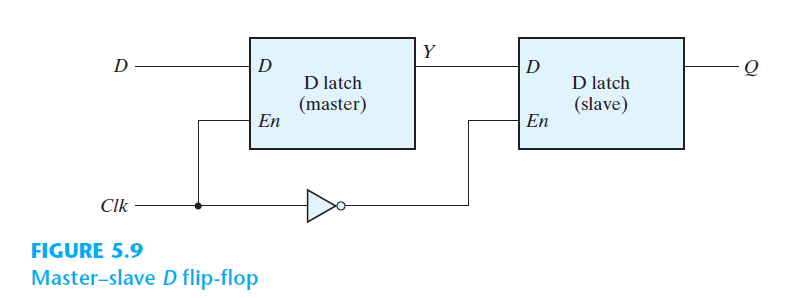 D
D
D latch
(master)
En
Y
D
D latch
(slave)
En
Q
Clk
FIGURE 5.9
Master–slave D flip-flop